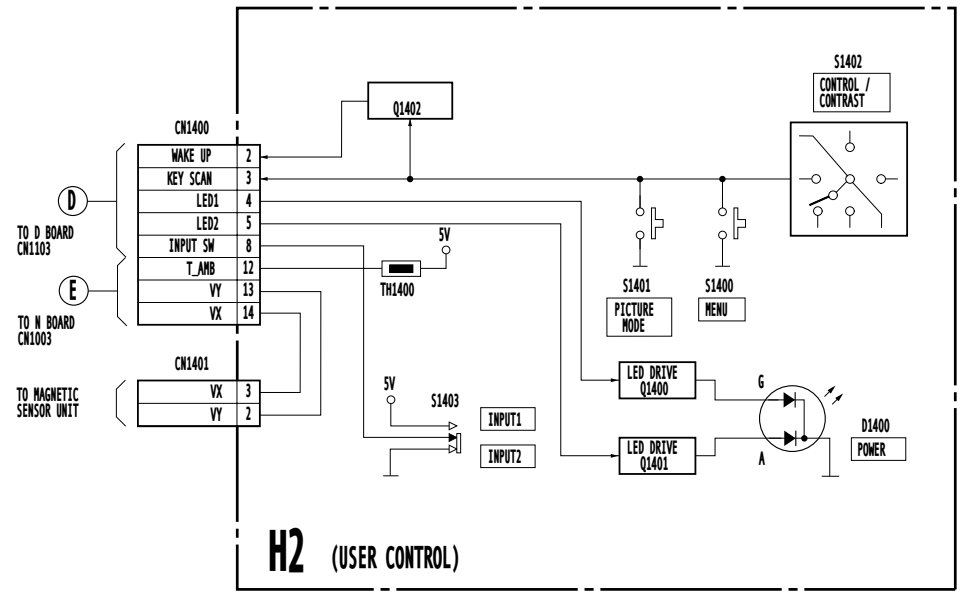 S1402
CONTROL /
CONTRAST
Q1402
CN1400
WAKE UP 2
KEY SCAN 3
LED1 4
LED2 5
INPUT SW 8
T_AMB 12
VY 13
VX 14
D
TO D BOARD
CN1103
E
TO N BOARD
CN1003
5V
TH1400
S1401
PICTURE
MODE
S1400
MENU
CN1401
VX 3
VY 2
TO MAGNETIC
SENSOR UNIT
5V
S1403
INPUT1
INPUT2
LED DRIVE
Q1400
LED DRIVE
Q1401
G
A
D1400
POWER
H2 (USER CONTROL)